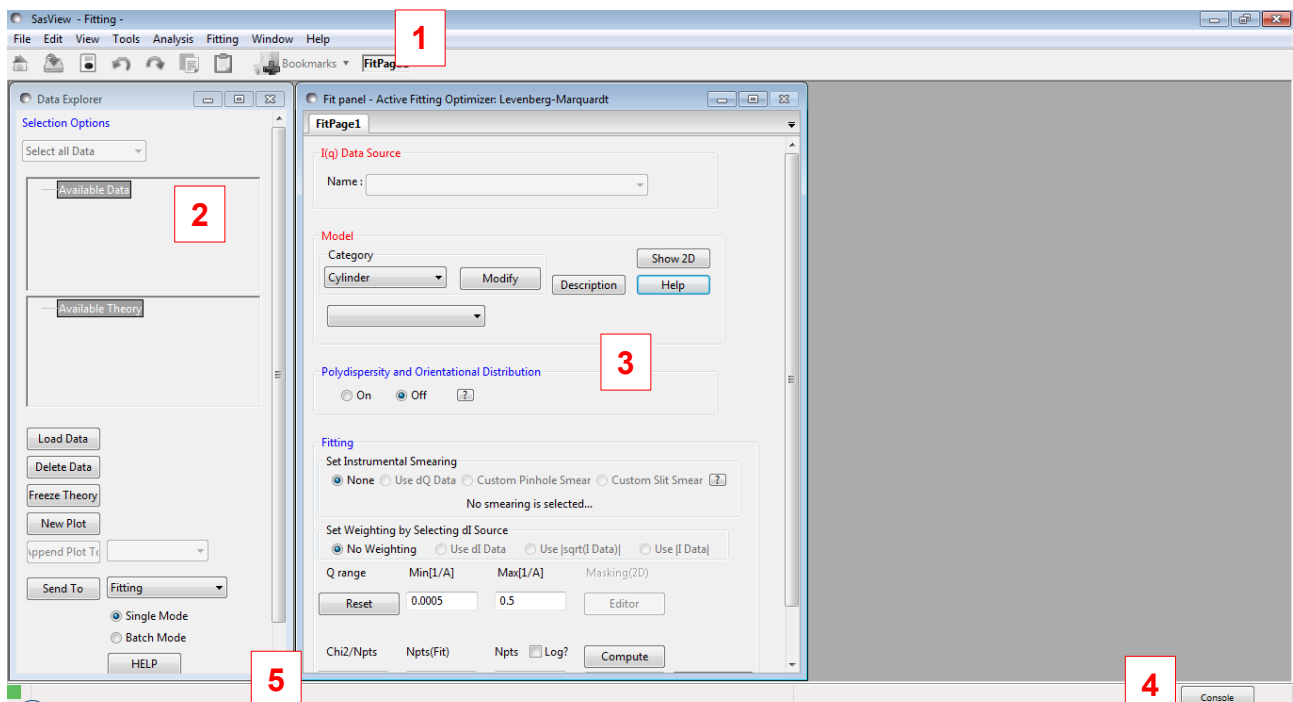 SasView - Fitting -
File Edit View Tools Analysis Fitting Window Help
1
Bookmarks
Data Explorer
Fit panel - Active Fitting Optimizer: Levenberg-Marquardt
Selection Options
FitPage1
Select all Data
I(q) Data Source
Name :
Available Data
2
Model
Category
Show 2D
Cylinder
Modify
Description
Help
Available Theory
3
Polydispersity and Orientational Distribution
On Off ?
Load Data
Fitting
Set Instrumental Smearing
Delete Data
None Use dQ Data Custom Pinhole Smear Custom Slit Smear ?
Freeze Theory
No smearing is selected...
New Plot
Set Weighting by Selecting dI Source
No Weighting Use dI Data Use |sqrt(I Data)| Use |I Data|
Plot
Q range Min[1/A] Max[1/A] Masking(2D)
Send To Fitting
Reset 0.0005 0.5 Editor
Single Mode
Batch Mode
Chi2/Npts Npts(Fit) Npts Log? Compute
HELP
5
4
Console